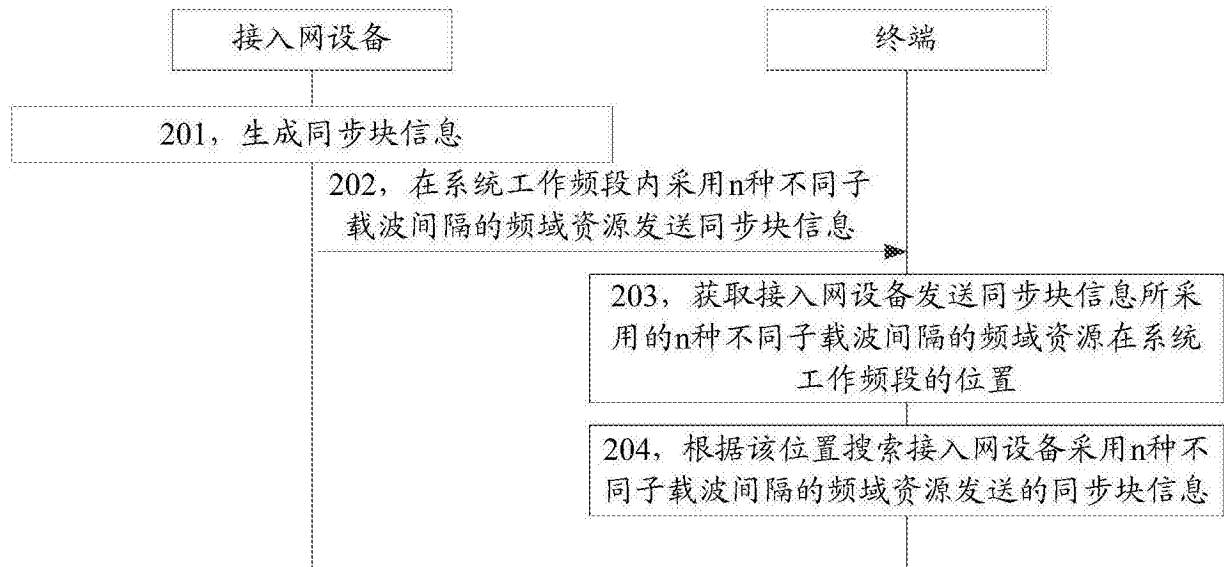 接入网设备
终端
201，生成同步块信息
202，在系统工作频段内采用n种不同子
载波间隔的频域资源发送同步块信息
203，获取接入网设备发送同步块信息所采
用的n种不同子载波间隔的频域资源在系统
工作频段的位置
204，根据该位置搜索接入网设备采用n种不
同子载波间隔的频域资源发送的同步块信息